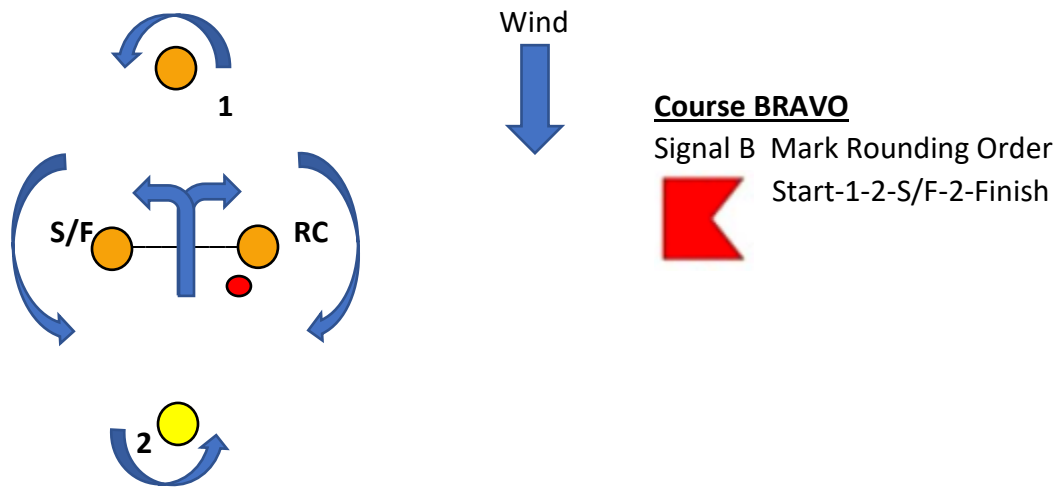 Wind
1
Course BRAVO
Signal B  Mark Rounding Order
Start-1-2-S/F-2-Finish
S/F
RC
2